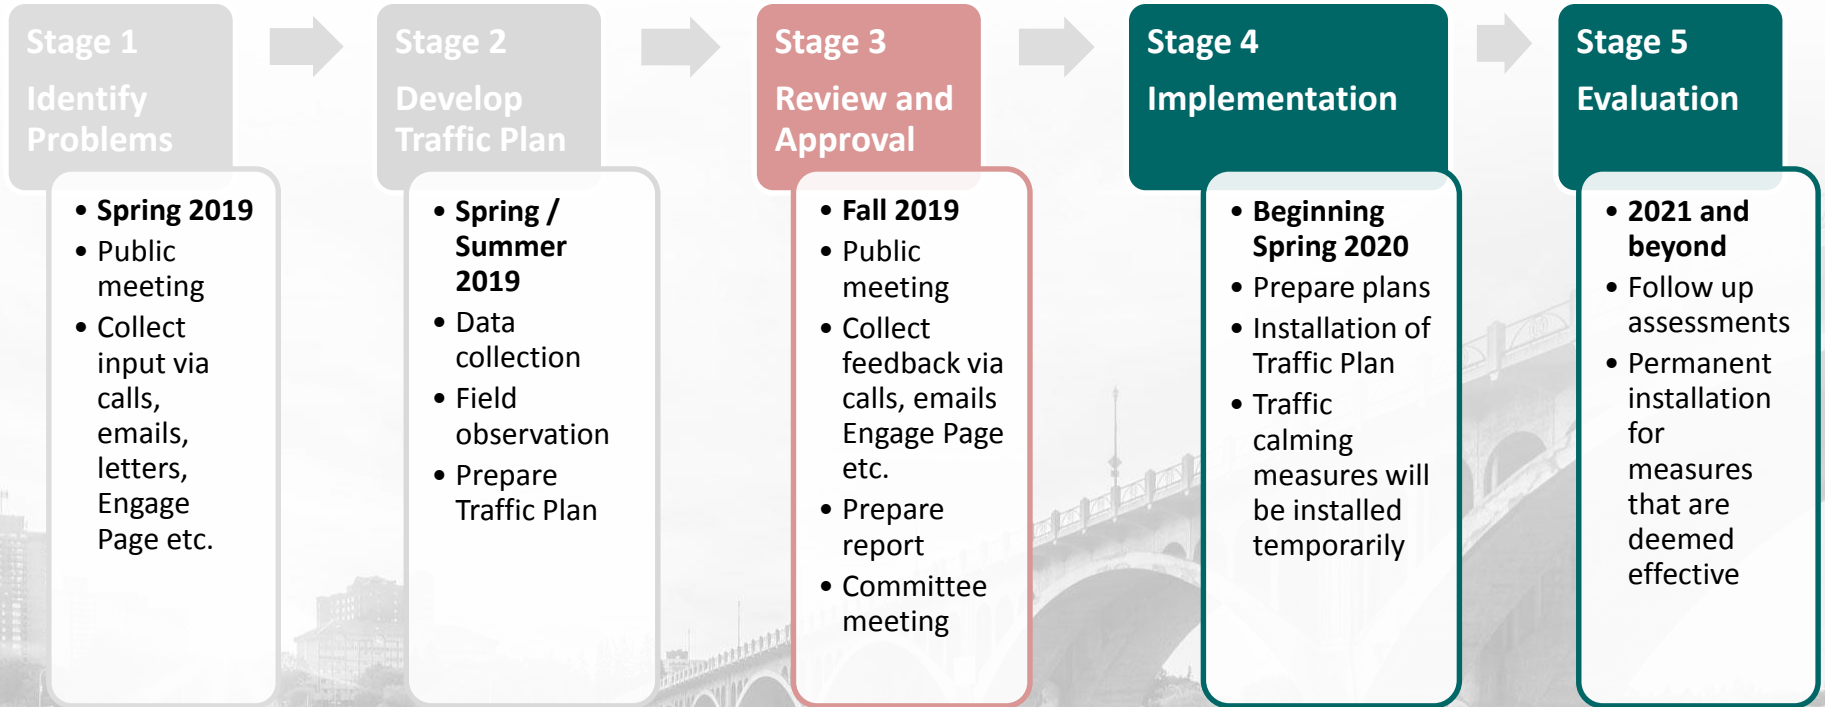 Stage 1
Identify
Problems
• Spring 2019
• Public
meeting
• Collect
input via
calls,
emails,
letters,
Engage
Page etc.
Stage 2
Develop
Traffic Plan
• Spring /
Summer
2019
• Data
collection
• Field
observation
• Prepare
Traffic Plan
Stage 3
Review and
Approval
• Fall 2019
• Public
meeting
• Collect
feedback via
calls, emails
Engage Page
etc.
• Prepare
report
• Committee
meeting
Stage 4
Implementation
• Beginning
Spring 2020
• Prepare plans
• Installation of
Traffic Plan
• Traffic
calming
measures will
be installed
temporarily
Stage 5
Evaluation
• 2021 and
beyond
• Follow up
assessments
• Permanent
installation
for
measures
that are
deemed
effective